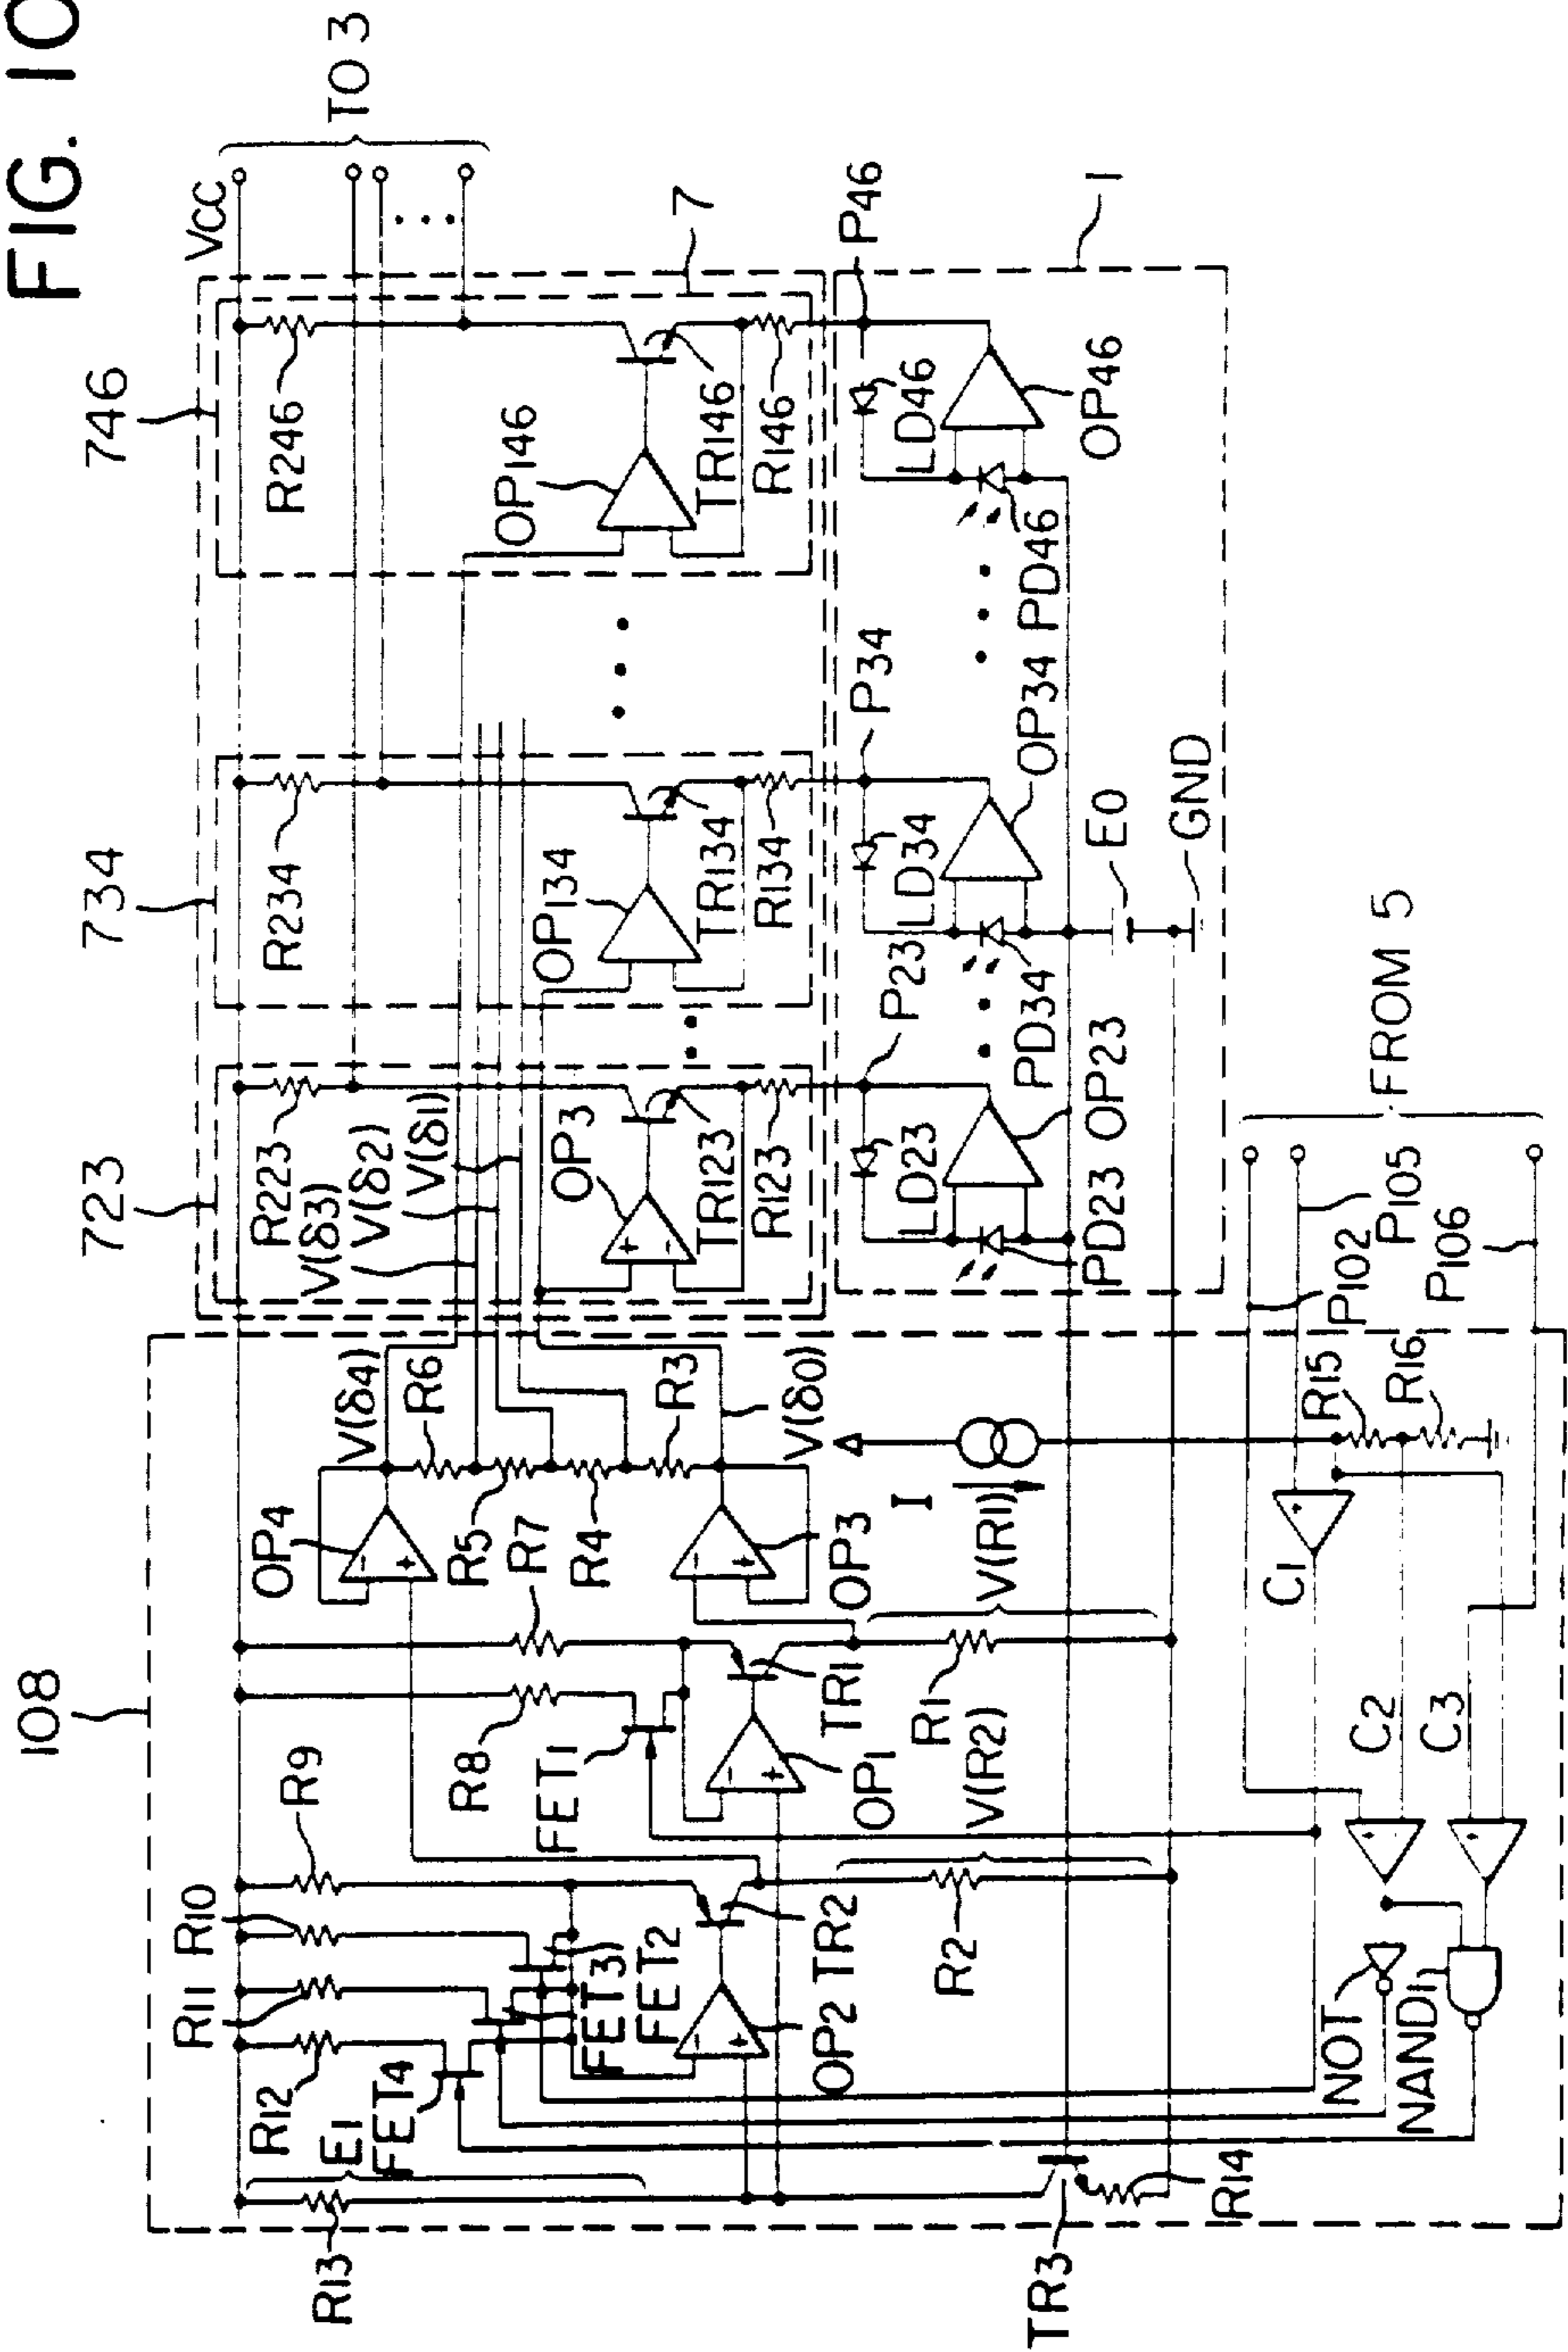 FIG. 10
TO 3
VCC
746
R246
OP146
TR146
R146
7
P46
LD46
OP46
PD46
1
734
R234
OP134
TR134
R134
P34
LD34
OP34
PD34
E0
GND
723
R223
V(δ3)
V(δ2)
V(δ1)
OP3
TR123
R123
P23
LD23
OP23
PD23
FROM 5
P105
P102
P106
108
V(δ4)
R6
OP4
R5
R7
R4
R3
V(δ0)
OP3
I
V(R1)
R15
R16
C1
R8
FET1
TR1
R1
OP1
V(R2)
C2
C3
R9
R10
R11
R12
FET3
FET2
FET4
E1
OP2
TR2
R2
NOT
NAND1
R13
TR3
R14